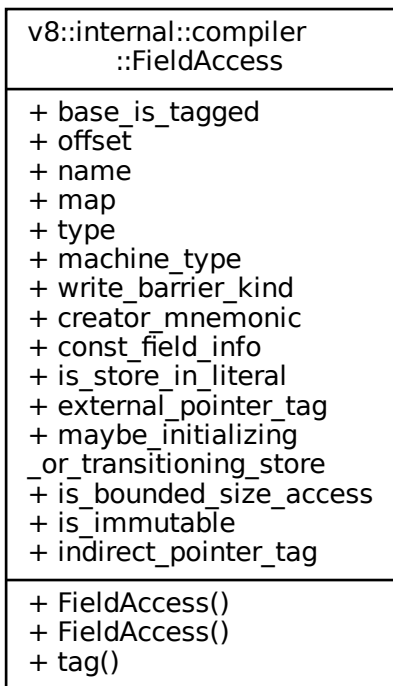 v8::internal::compiler
::FieldAccess
+ base_is_tagged
+ offset
+ name
+ map
+ type
+ machine_type
+ write_barrier_kind
+ creator_mnemonic
+ const_field_info
+ is_store_in_literal
+ external_pointer_tag
+ maybe_initializing
_or_transitioning_store
+ is_bounded_size_access
+ is_immutable
+ indirect_pointer_tag
+ FieldAccess()
+ FieldAccess()
+ tag()